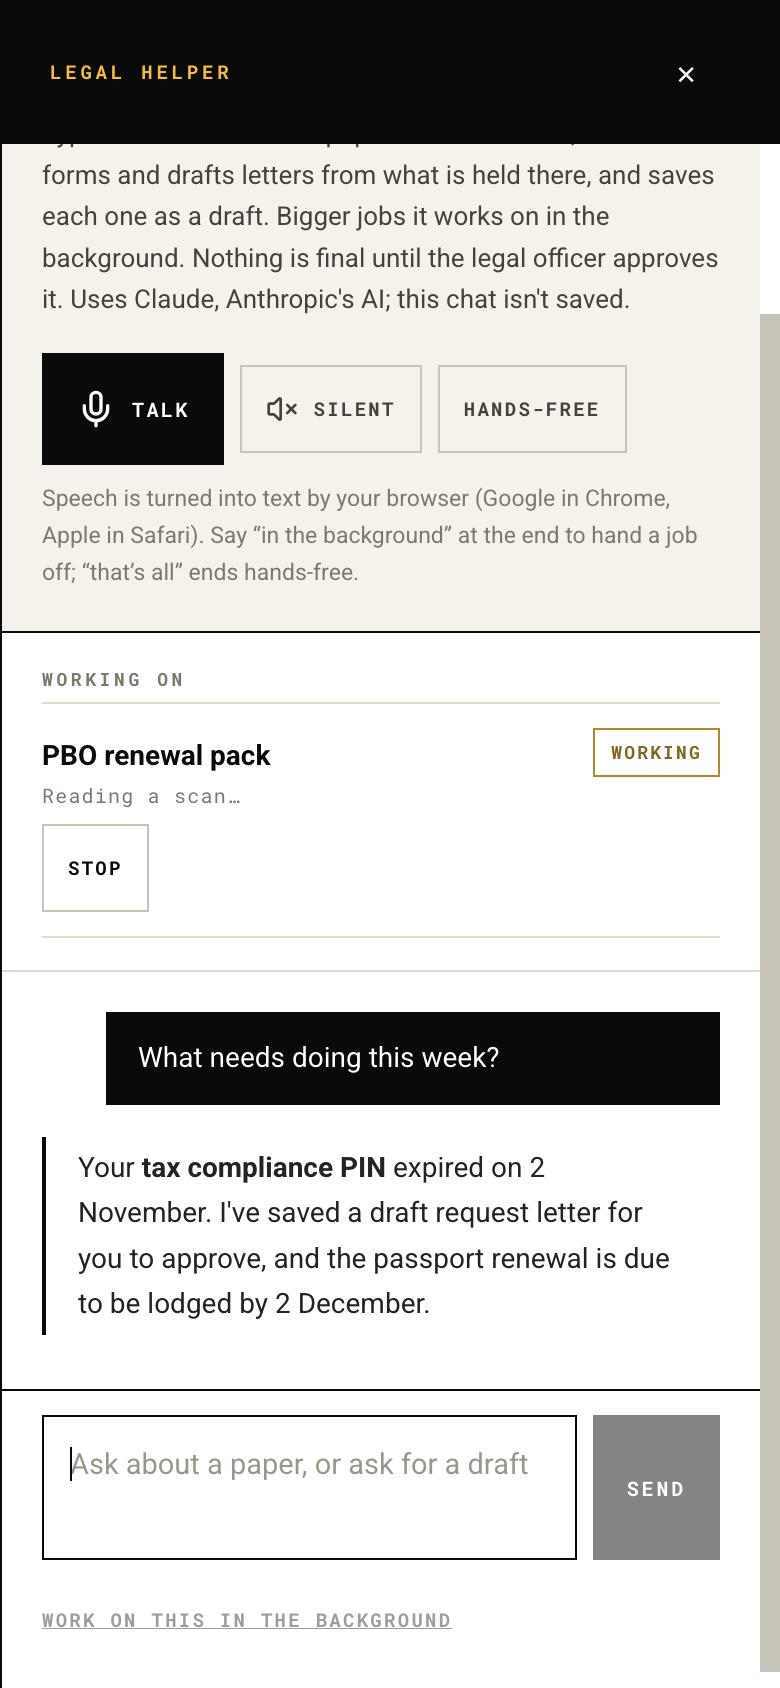 LEGAL HELPER
forms and drafts letters from what is held there, and saves
each one as a draft. Bigger jobs it works on in the
background. Nothing is final until the legal officer approves
it. Uses Claude, Anthropic's AI; this chat isn't saved.
TALK
SILENT
HANDS-FREE
Speech is turned into text by your browser (Google in Chrome,
Apple in Safari). Say “in the background” at the end to hand a job
off; “that’s all” ends hands-free.
WORKING ON
PBO renewal pack
WORKING
Reading a scan…
STOP
What needs doing this week?
Your tax compliance PIN expired on 2
November. I've saved a draft request letter for
you to approve, and the passport renewal is due
to be lodged by 2 December.
Ask about a paper, or ask for a draft
SEND
WORK ON THIS IN THE BACKGROUND